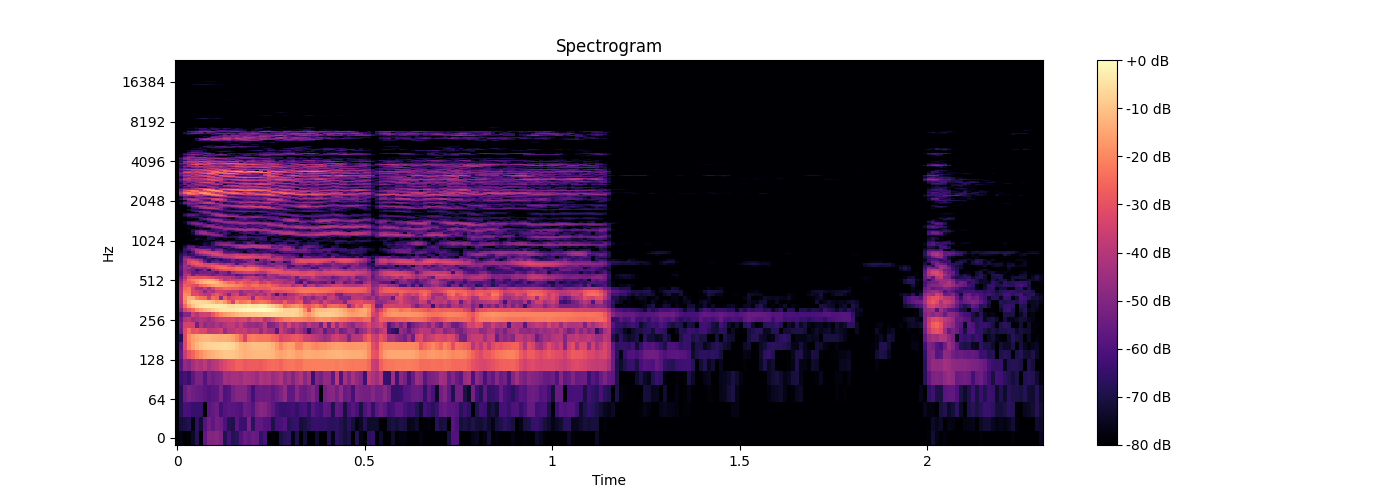 Spectrogram
16384
8192
4096
2048
1024
512
256
128
64
0
Hz
0
0.5
1
1.5
2
Time
+0 dB
-10 dB
-20 dB
-30 dB
-40 dB
-50 dB
-60 dB
-70 dB
-80 dB